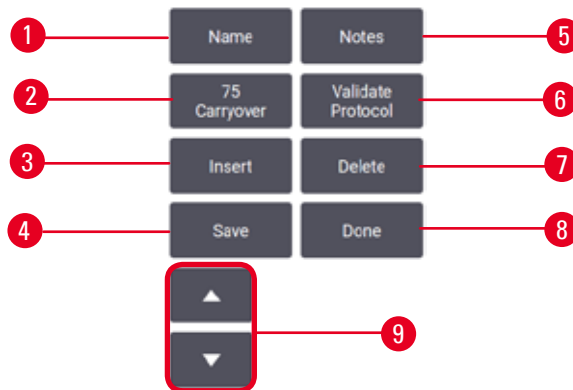 1 Name Notes 5
2 75 Carryover Validate Protocol 6
3 Insert Delete 7
4 Save Done 8
9